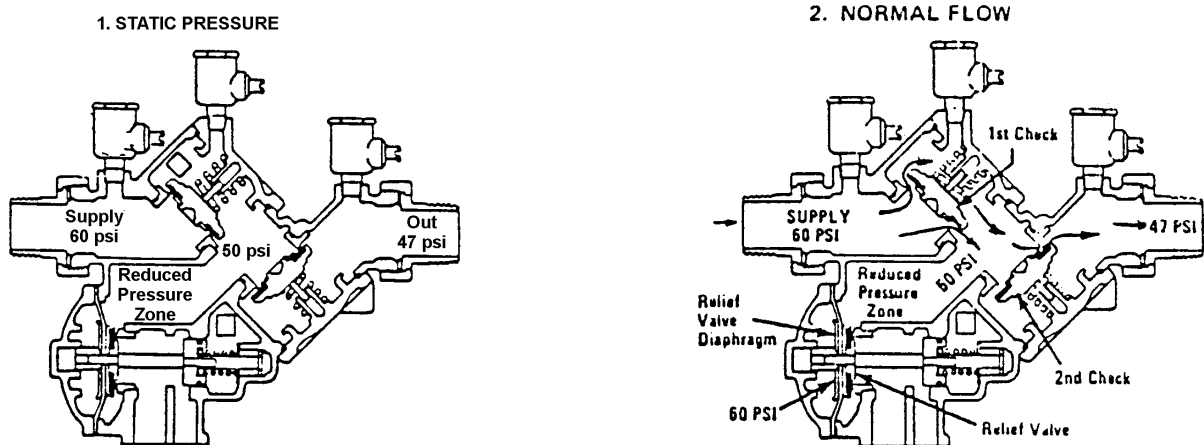 1. STATIC PRESSURE
Supply
60 psi
50 psi
Out
47 psi
Reduced
Pressure
Zone
2. NORMAL FLOW
1st Check
SUPPLY
60 PSI
47 PSI
60 PSI
Reduced
Pressure
Zone
Relief
Valve
Diaphragm
2nd Check
60 PSI
Relief Valve